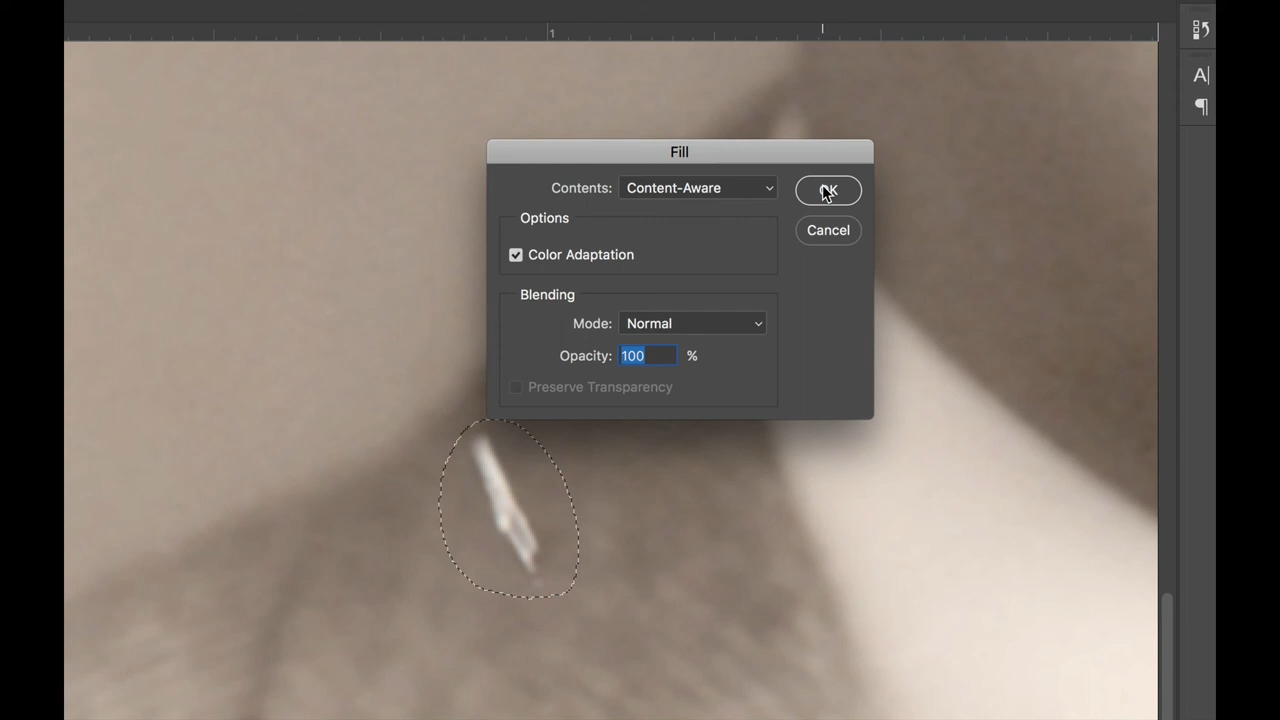 1
A|
¶
Fill
Contents: Content-Aware
OK
Options
Cancel
Color Adaptation
Blending
Mode: Normal
Opacity: 100 %
Preserve Transparency